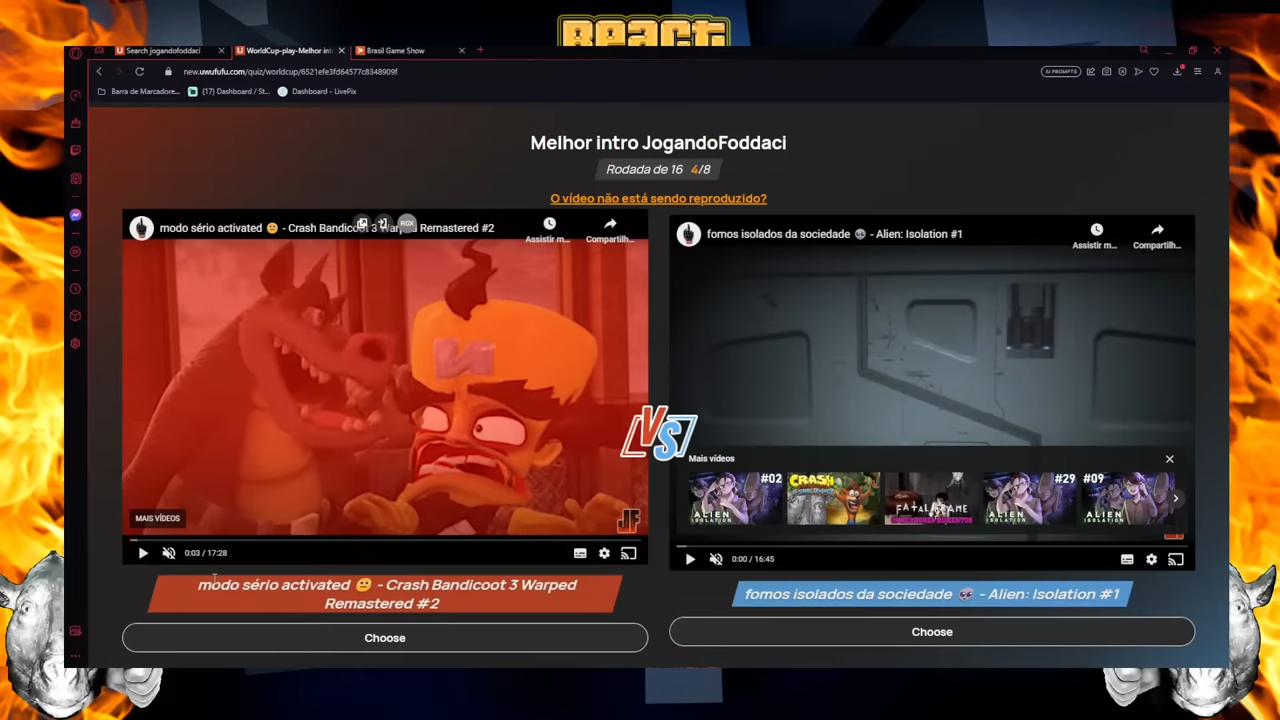 REACT
Search jogandofoddaci
WorldCup-play-Melhor int
Brasil Game Show
new.uwufufu.com/quiz/worldcup/6521efe3fd64577c8348909f
AI PROMPTS
Barra de Marcadore...
(17) Dashboard / St...
Dashboard - LivePix
Melhor intro JogandoFoddaci
Rodada de 16 4/8
O vídeo não está sendo reproduzido?
modo sério activated 😐 - Crash Bandicoot 3 Warped Remastered #2
RGX
Assistir m...
Compartilh...
fomos isolados da sociedade 💀 - Alien: Isolation #1
Assistir m...
Compartilh...
N
VS
Mais vídeos
#02
ALIEN
ISOLATION
CRASH
FATAL FRAME
MELHORES MOMENTOS
#29
ALIEN
ISOLATION
#09
ALIEN
ISOLATION
MAIS VÍDEOS
JF
0:03 / 17:28
0:00 / 16:45
modo sério activated 😐 - Crash Bandicoot 3 Warped
Remastered #2
fomos isolados da sociedade 💀 - Alien: Isolation #1
Choose
Choose